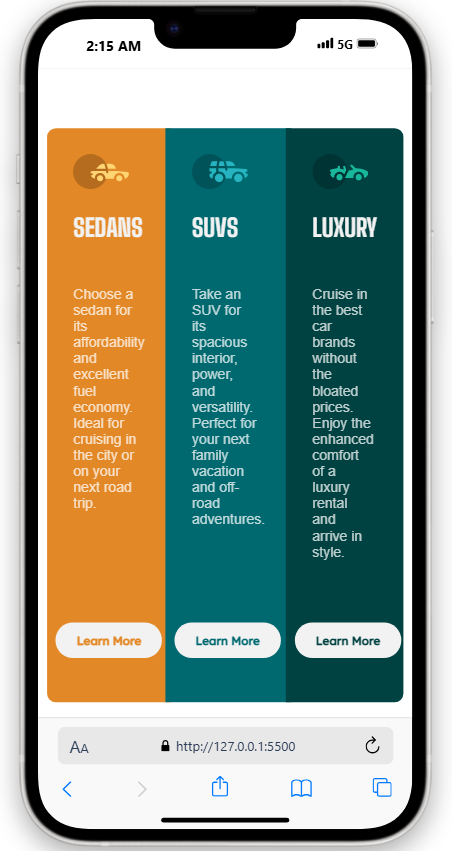 2:15 AM
5G
SEDANS
Choose a
sedan for
its
affordability
and
excellent
fuel
economy.
Ideal for
cruising in
the city or
on your
next road
trip.
Learn More
SUVS
Take an
SUV for
its
spacious
interior,
power,
and
versatility.
Perfect for
your next
family
vacation
and off-
road
adventures.
Learn More
LUXURY
Cruise in
the best
car
brands
without
the
bloated
prices.
Enjoy the
enhanced
comfort
of a
luxury
rental
and
arrive in
style.
Learn More
AA
http://127.0.0.1:5500